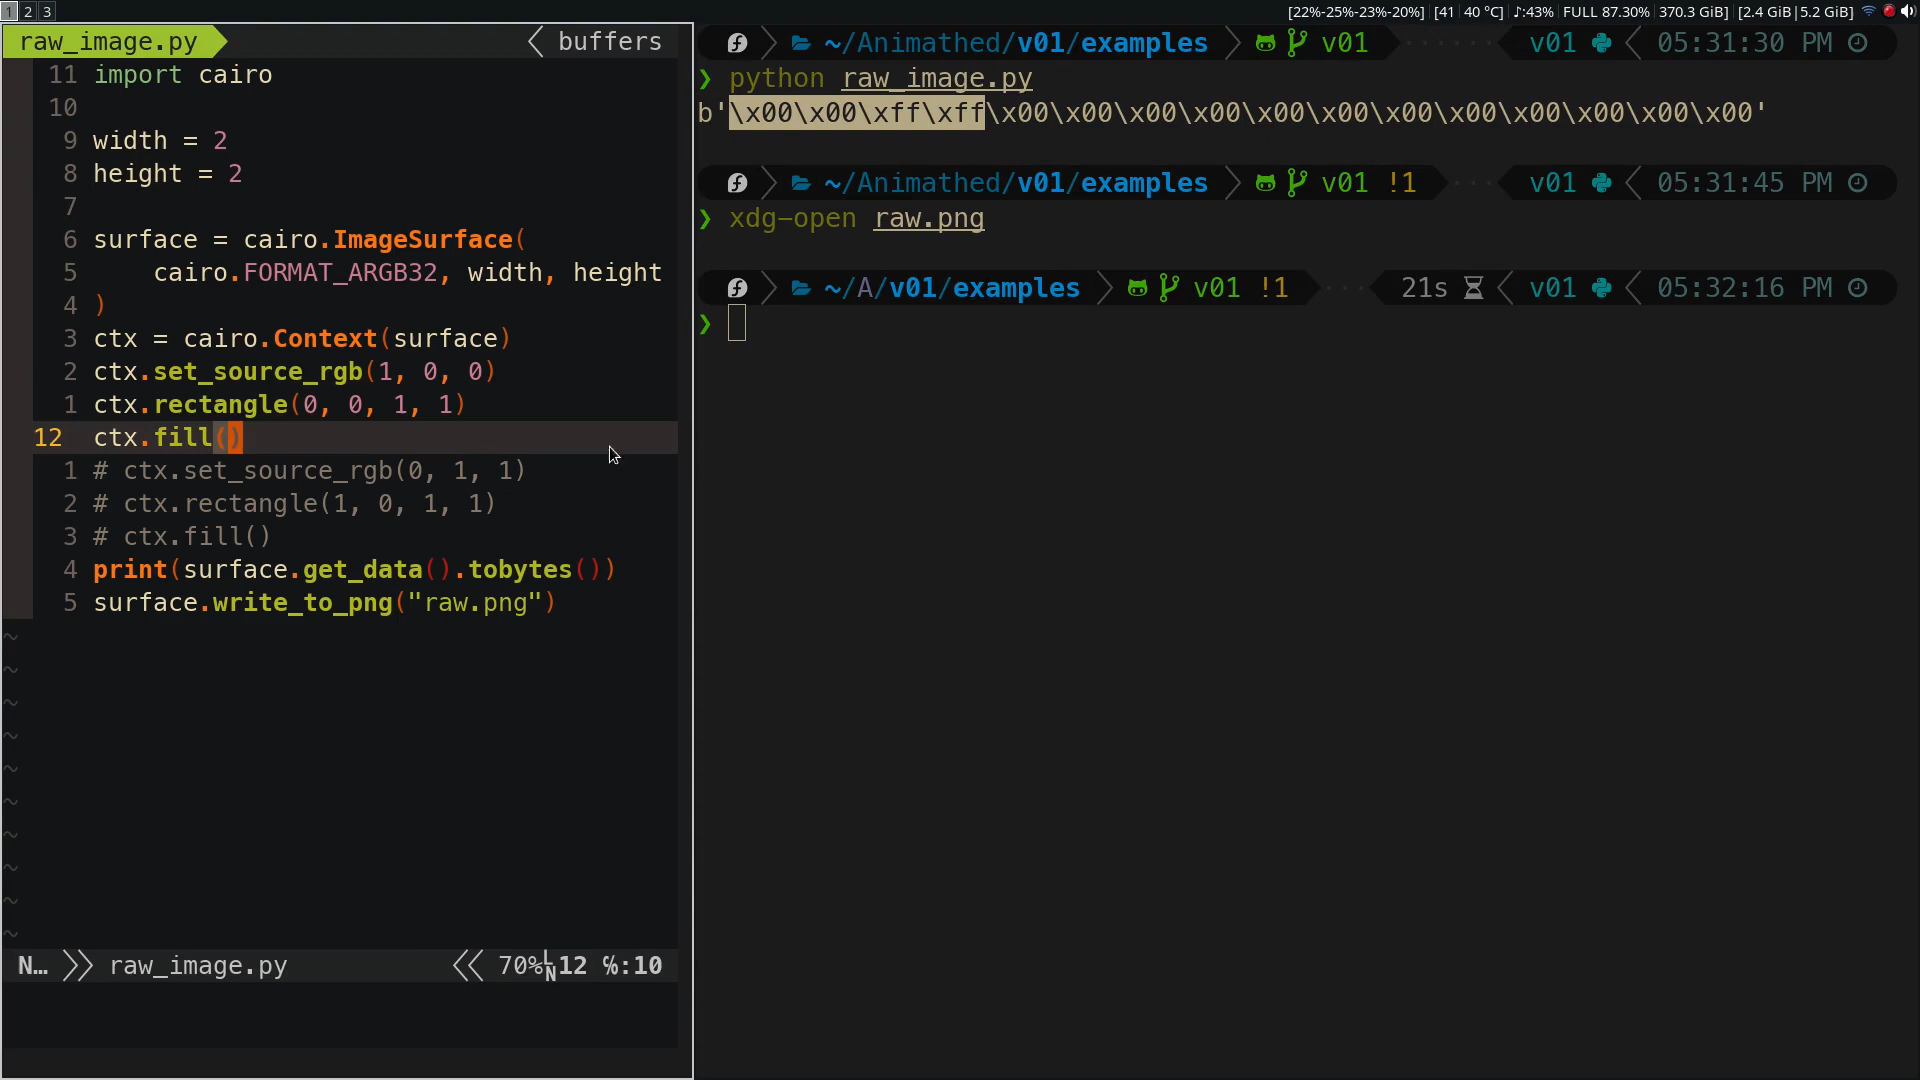 1 2 3
[22%-25%-23%-20%] [41 40 °C] ♪:43% FULL 87.30% 370.3 GiB] [2.4 GiB|5.2 GiB]
raw_image.py buffers
11 import cairo
10
9 width = 2
8 height = 2
7
6 surface = cairo.ImageSurface(
5     cairo.FORMAT_ARGB32, width, height
4 )
3 ctx = cairo.Context(surface)
2 ctx.set_source_rgb(1, 0, 0)
1 ctx.rectangle(0, 0, 1, 1)
12 ctx.fill()
1 # ctx.set_source_rgb(0, 1, 1)
2 # ctx.rectangle(1, 0, 1, 1)
3 # ctx.fill()
4 print(surface.get_data().tobytes())
5 surface.write_to_png("raw.png")
~
~
~
~
~
~
~
~
~
~
N… raw_image.py 70% LN 12 ℅:10
~/Animathed/v01/examples v01 v01 05:31:30 PM
❯ python raw_image.py
b'\x00\x00\xff\xff\x00\x00\x00\x00\x00\x00\x00\x00\x00\x00\x00\x00'
~/Animathed/v01/examples v01 !1 v01 05:31:45 PM
❯ xdg-open raw.png
~/A/v01/examples v01 !1 21s v01 05:32:16 PM
❯